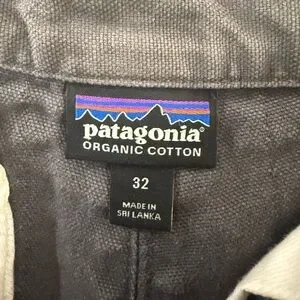 patagonia®
ORGANIC COTTON
32
MADE IN
SRI LANKA